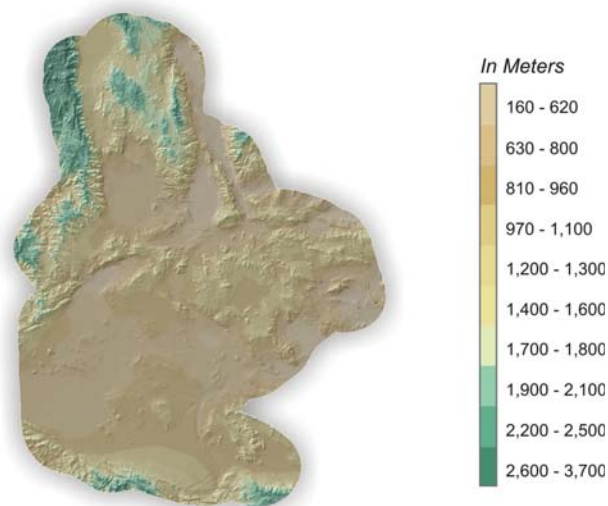 In Meters
160 - 620
630 - 800
810 - 960
970 - 1,100
1,200 - 1,300
1,400 - 1,600
1,700 - 1,800
1,900 - 2,100
2,200 - 2,500
2,600 - 3,700